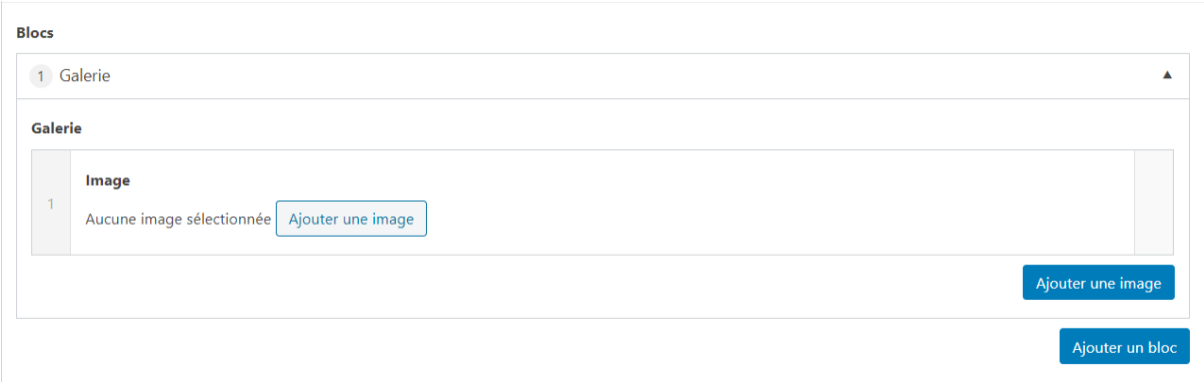 Blocs
1 Galerie
Galerie
Image
1
Aucune image sélectionnée Ajouter une image
Ajouter une image
Ajouter un bloc